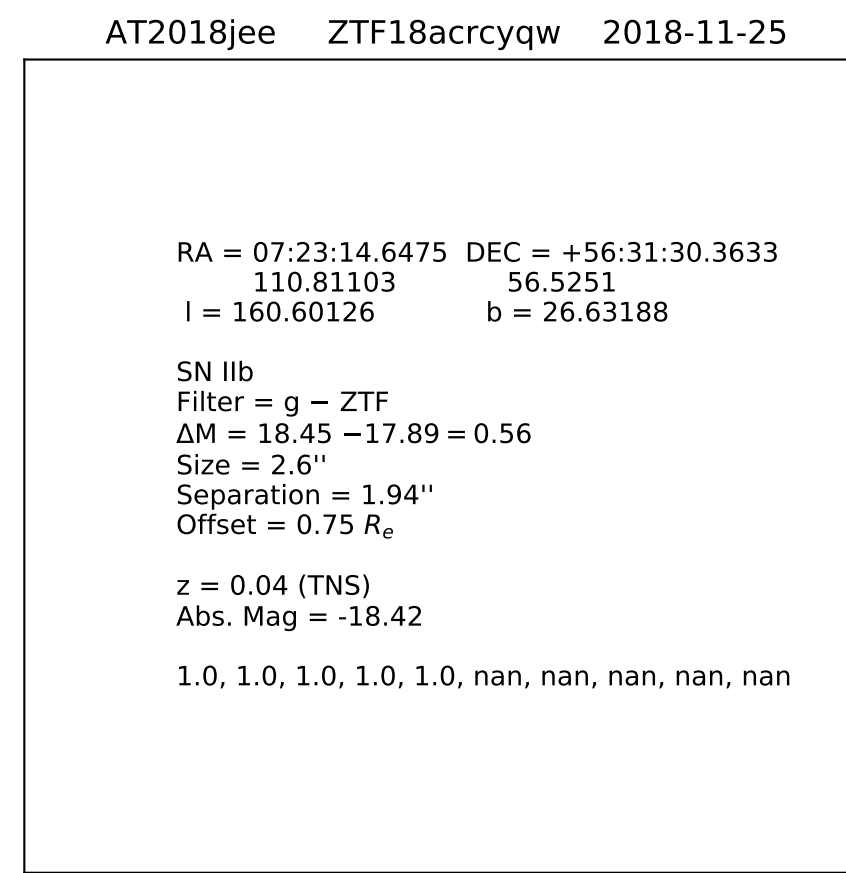 AT2018jee ZTF18acrcyqw 2018-11-25
RA = 07:23:14.6475 DEC = +56:31:30.3633
110.81103 56.5251
l = 160.60126 b = 26.63188
SN IIb
Filter = g − ZTF
ΔM = 18.45 −17.89 = 0.56
Size = 2.6''
Separation = 1.94''
Offset = 0.75 Re
z = 0.04 (TNS)
Abs. Mag = -18.42
1.0, 1.0, 1.0, 1.0, 1.0, nan, nan, nan, nan, nan